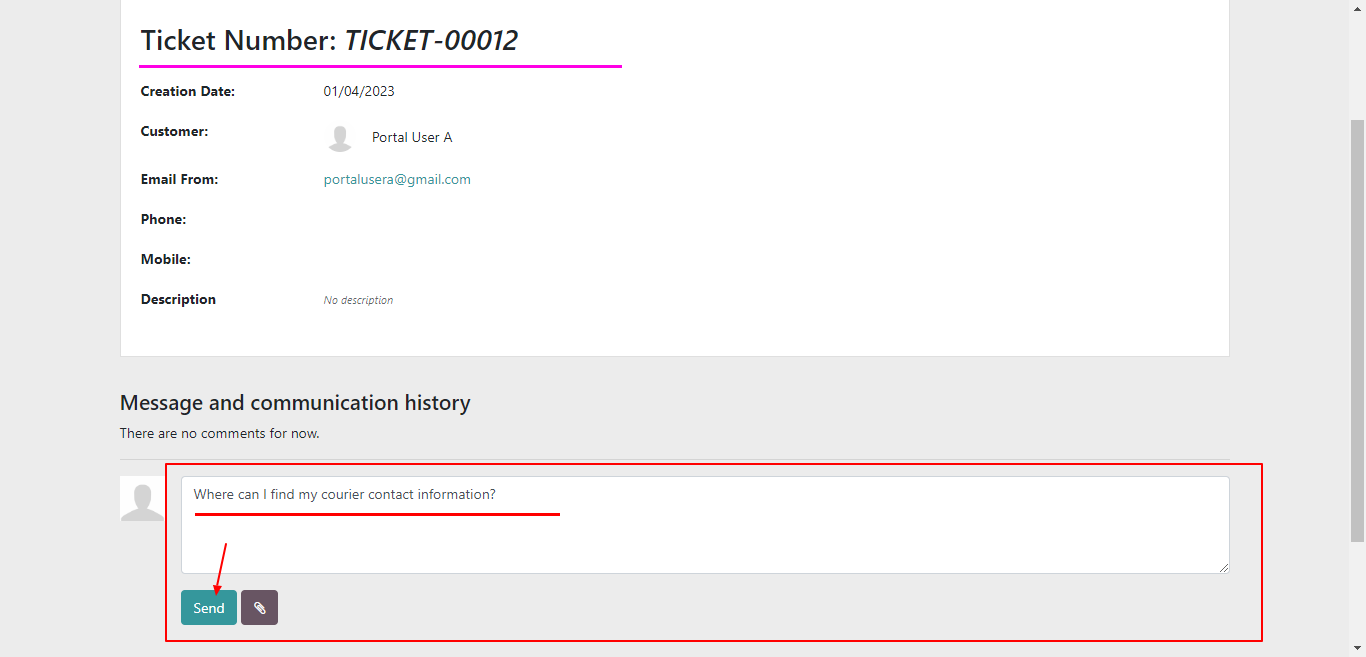 Ticket Number: TICKET-00012
Creation Date: 01/04/2023
Customer: Portal User A
Email From: portalusera@gmail.com
Phone:
Mobile:
Description No description
Message and communication history
There are no comments for now.
Where can I find my courier contact information?
Send